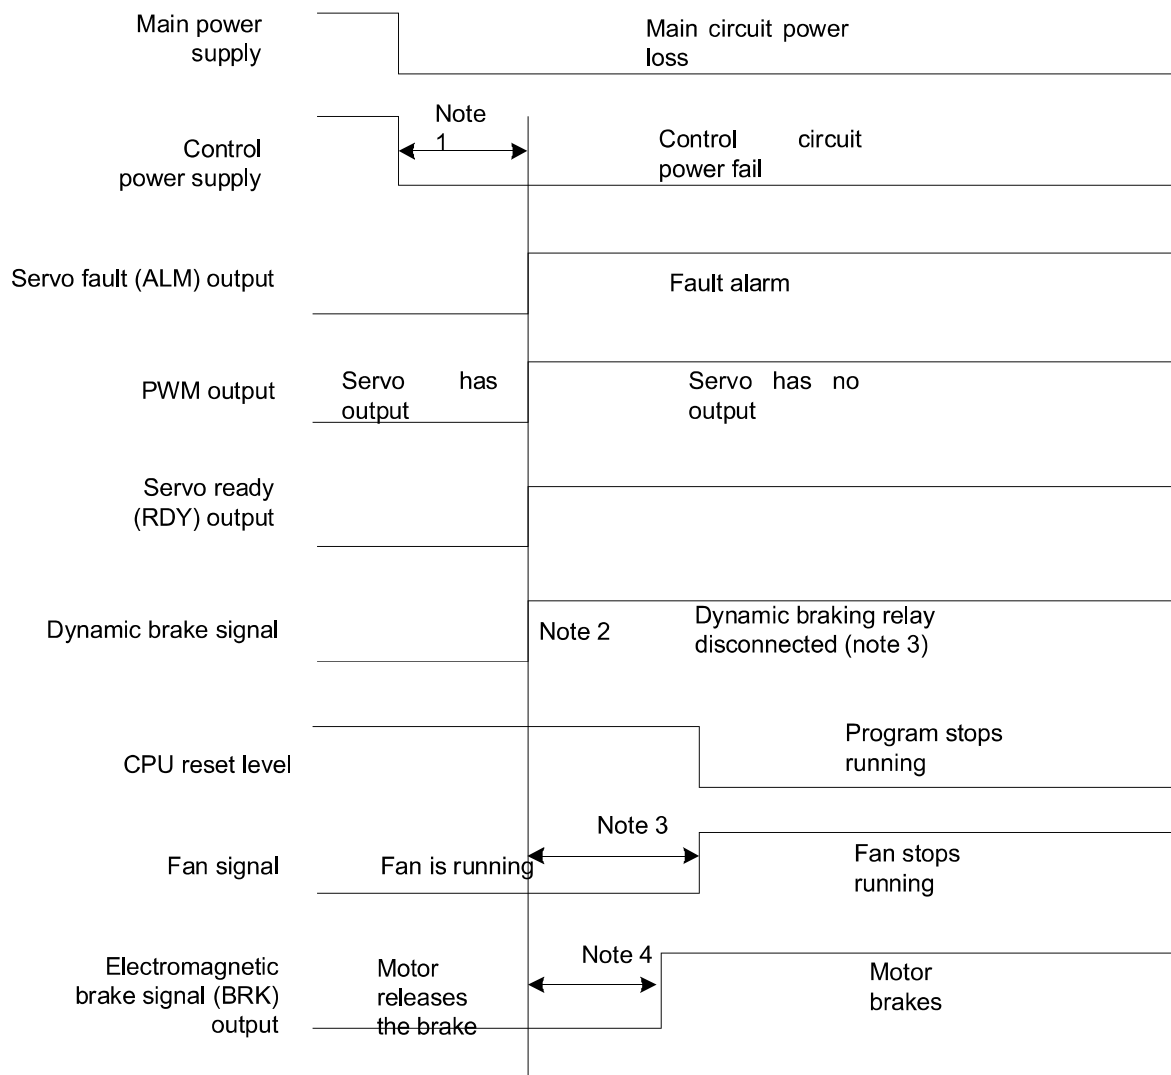 Main power
supply
Main circuit power
loss
Note
1
Control
power supply
Control circuit
power fail
Servo fault (ALM) output
Fault alarm
PWM output
Servo has
output
Servo has no
output
Servo ready
(RDY) output
Dynamic brake signal
Note 2
Dynamic braking relay
disconnected (note 3)
CPU reset level
Program stops
running
Note 3
Fan signal
Fan is running
Fan stops
running
Note 4
Electromagnetic
brake signal (BRK)
output
Motor
releases
the brake
Motor
brakes